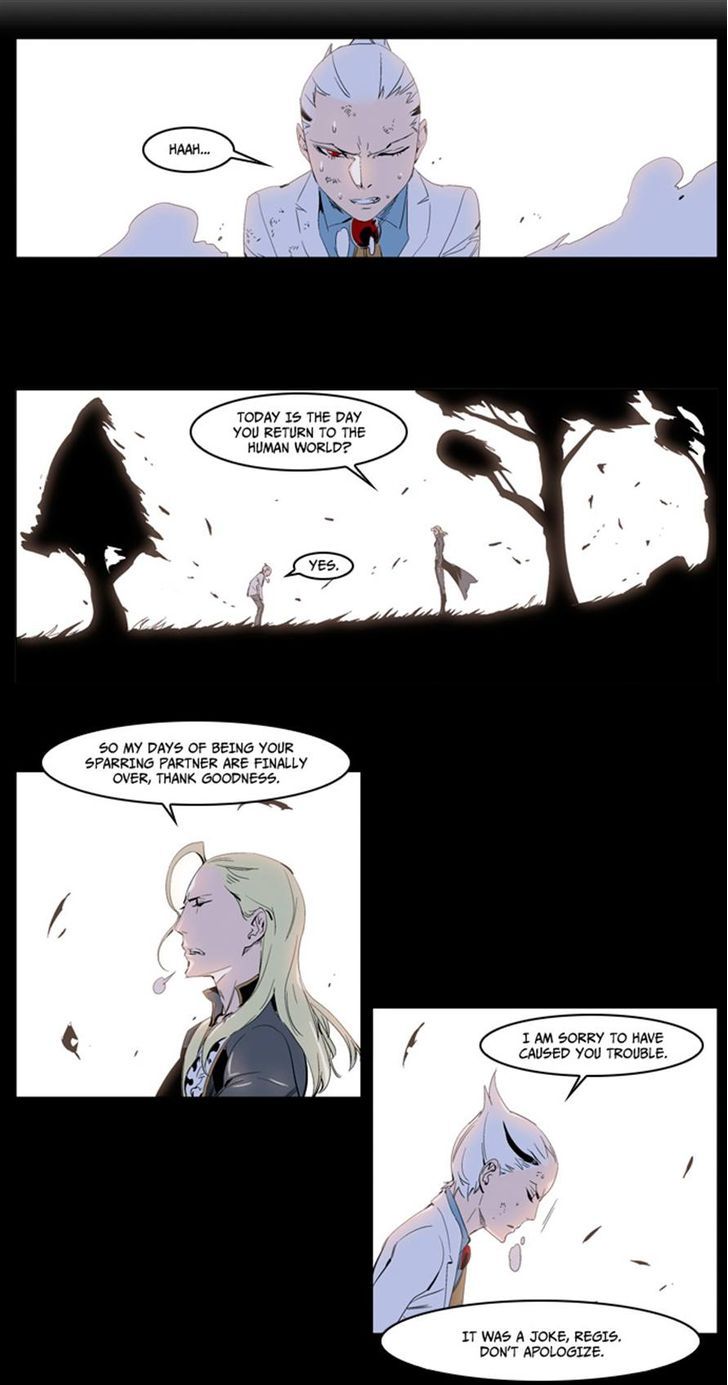 HAAH...
TODAY IS THE DAY
YOU RETURN TO THE
HUMAN WORLD?
YES.
SO MY DAYS OF BEING YOUR
SPARRING PARTNER ARE FINALLY
OVER, THANK GOODNESS.
I AM SORRY TO HAVE
CAUSED YOU TROUBLE.
IT WAS A JOKE, REGIS.
DON'T APOLOGIZE.